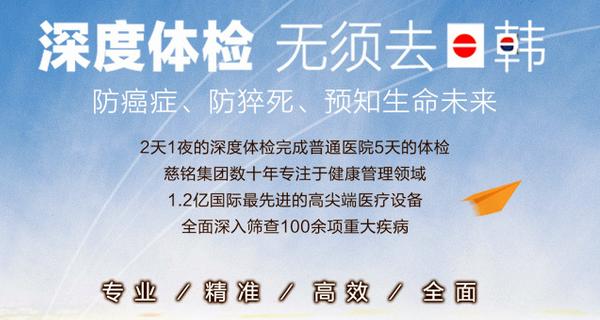 深度体检 无须去日韩
防癌症、防猝死、预知生命未来
2天1夜的深度体检完成普通医院5天的体检
慈铭集团数十年专注于健康管理领域
1.2亿国际最先进的高尖端医疗设备
全面深入筛查100余项重大疾病
专业 / 精准 / 高效 / 全面